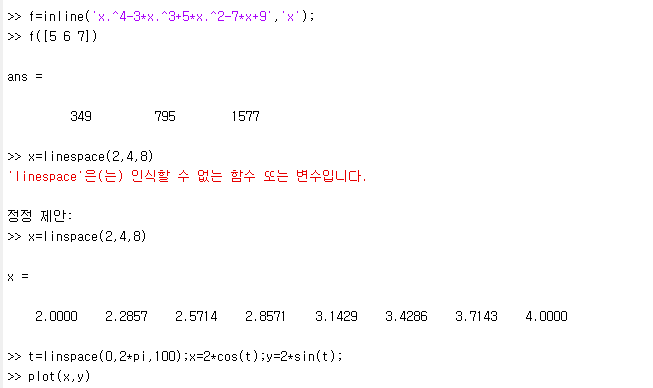 >> f=inline('x.^4-3*x.^3+5*x.^2-7*x+9','x');
>> f([5 6 7])
ans =
349 795 1577
>> x=linespace(2,4,8)
'linespace'은(는) 인식할 수 없는 함수 또는 변수입니다.
정정 제안:
>> x=linspace(2,4,8)
x =
2.0000 2.2857 2.5714 2.8571 3.1429 3.4286 3.7143 4.0000
>> t=linspace(0,2*pi,100);x=2*cos(t);y=2*sin(t);
>> plot(x,y)